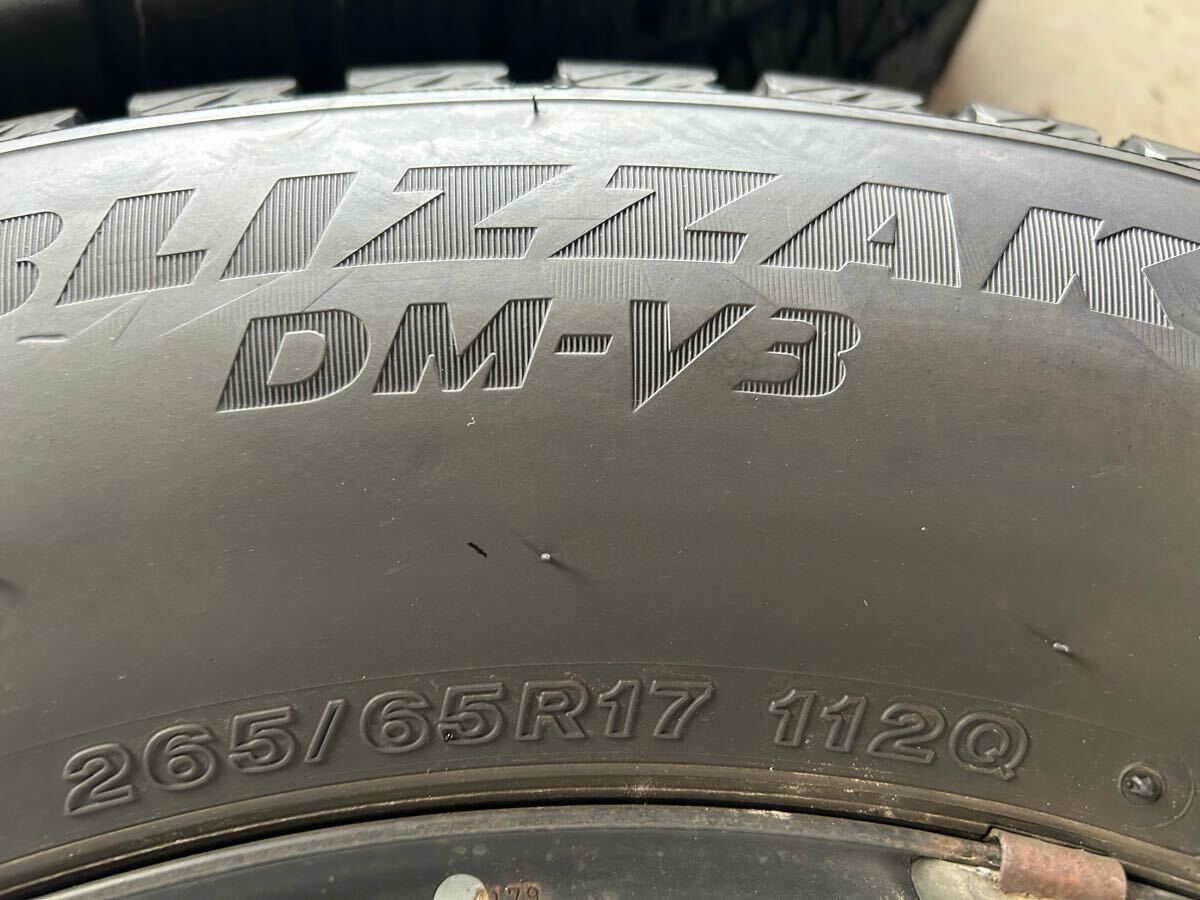 BLIZZAK
DM-V3
265/65R17 112Q